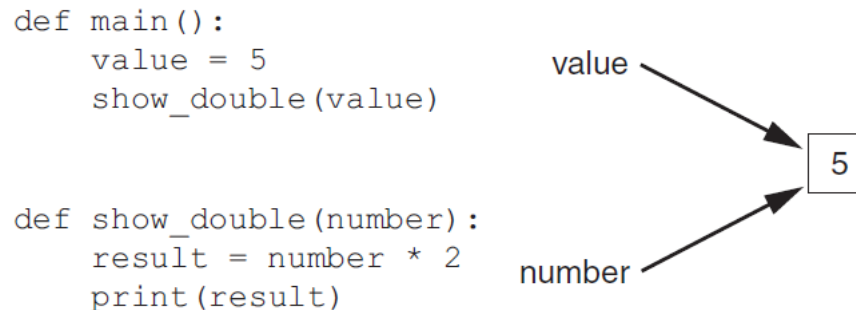 def main():
    value = 5
    show_double(value)
def show_double(number):
    result = number * 2
    print(result)
value
number
5